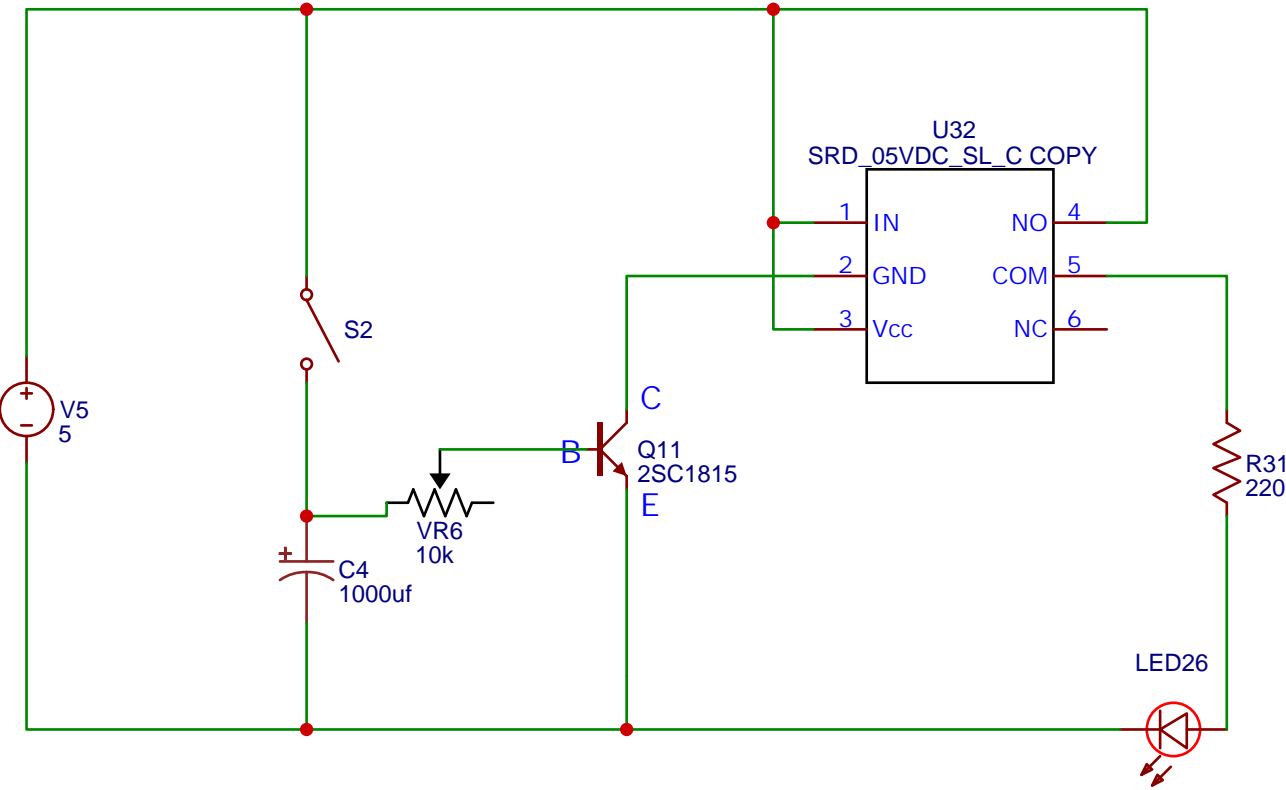 U32
SRD_05VDC_SL_C COPY
1
IN
NO
4
2
GND
COM
5
3
Vcc
NC
6
S2
+
V5
5
C
B
Q11
2SC1815
E
VR6
10k
+
C4
1000uf
R31
220
LED26